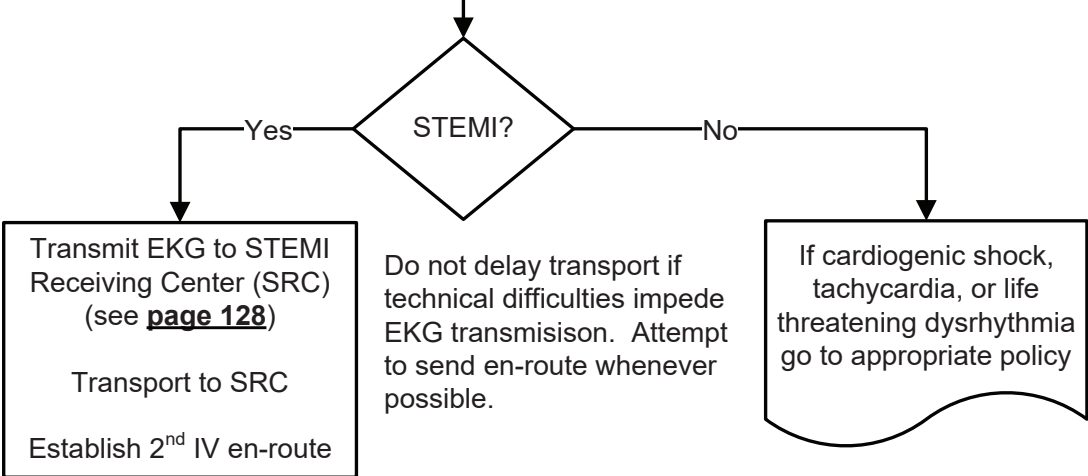 STEMI?
Yes
No
Transmit EKG to STEMI
Receiving Center (SRC)
(see page 128)
Transport to SRC
Establish 2nd IV en-route
Do not delay transport if
technical difficulties impede
EKG transmisison.  Attempt
to send en-route whenever
possible.
If cardiogenic shock,
tachycardia, or life
threatening dysrhythmia
go to appropriate policy